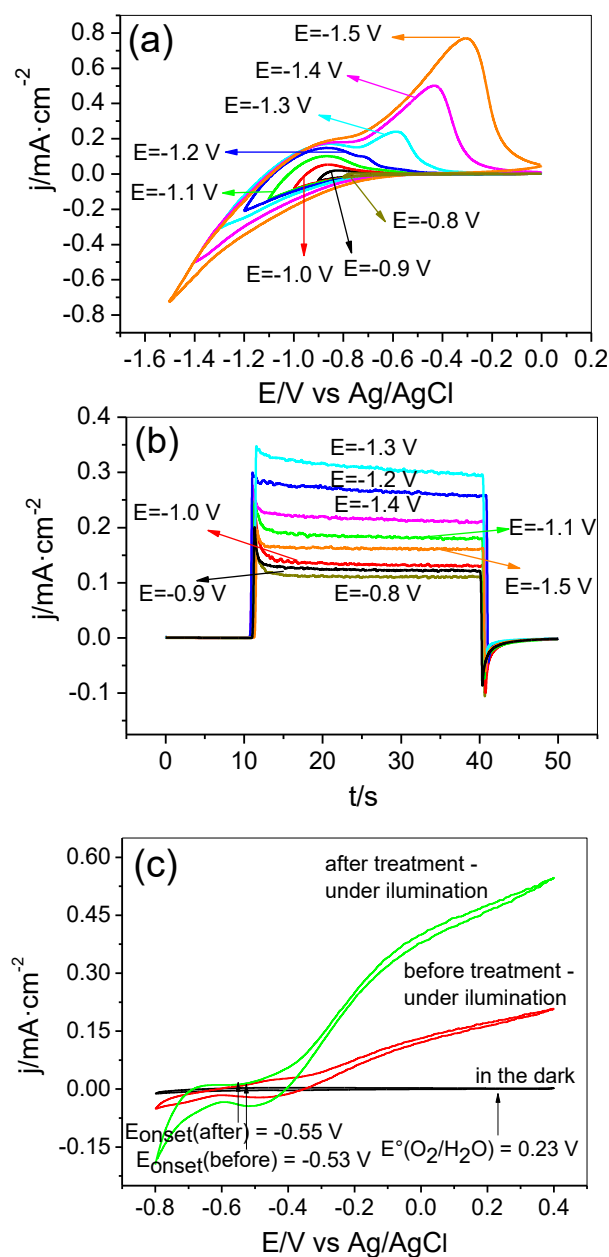 (a)
E=-1.5 V
E=-1.4 V
E=-1.3 V
E=-1.2 V
E=-1.1 V
E=-0.8 V
E=-1.0 V
E=-0.9 V
j/mA·cm⁻²
0.8
0.6
0.4
0.2
0.0
-0.2
-0.4
-0.6
-0.8
-1.6 -1.4 -1.2 -1.0 -0.8 -0.6 -0.4 -0.2 0.0 0.2
E/V vs Ag/AgCl
(b)
E=-1.3 V
E=-1.2 V
E=-1.4 V
E=-1.0 V
E=-1.1 V
E=-0.9 V
E=-0.8 V
E=-1.5 V
j/mA·cm⁻²
0.4
0.3
0.2
0.1
0.0
-0.1
0 10 20 30 40 50
t/s
(c)
after treatment -
under ilumination
before treatment -
under ilumination
in the dark
Eonset(after) = -0.55 V
Eonset(before) = -0.53 V
E°(O₂/H₂O) = 0.23 V
j/mA·cm⁻²
0.60
0.45
0.30
0.15
0.00
-0.15
-0.8 -0.6 -0.4 -0.2 0.0 0.2 0.4
E/V vs Ag/AgCl